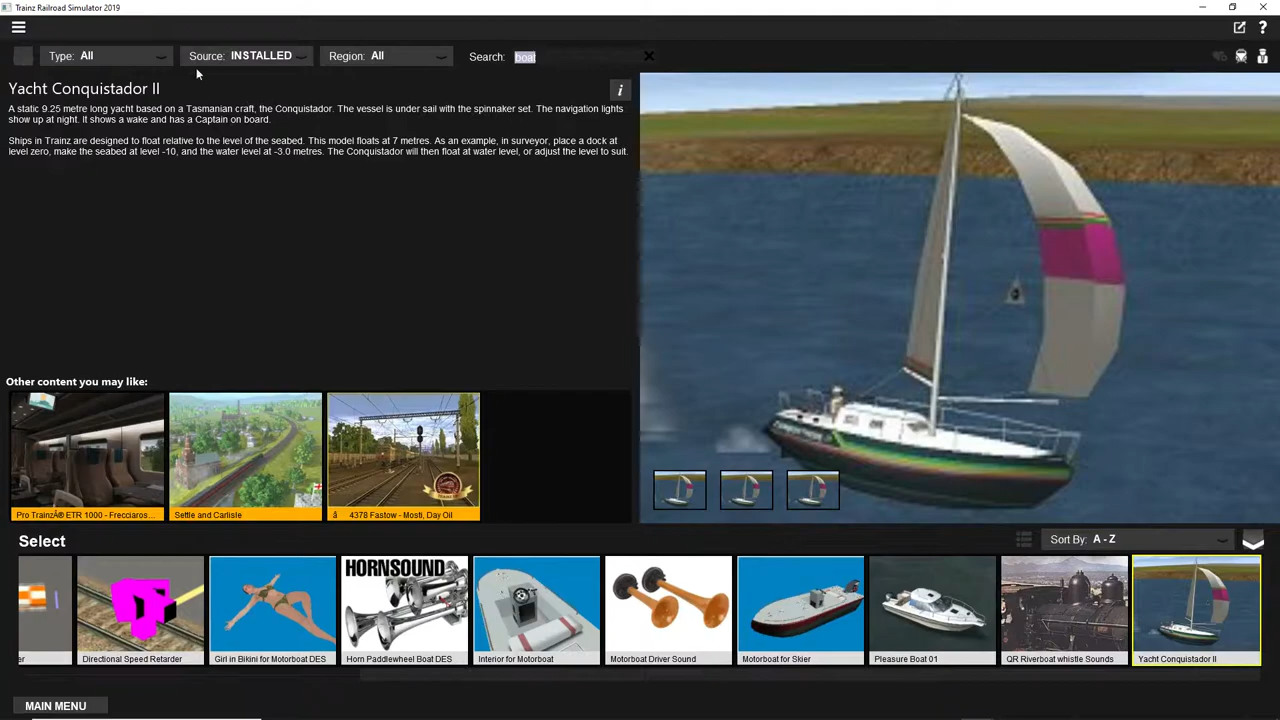 Trainz Railroad Simulator 2019
Type: All
Source: INSTALLED
Region: All
Search: boat
Yacht Conquistador II
i
A static 9.25 metre long yacht based on a Tasmanian craft, the Conquistador. The vessel is under sail with the spinnaker set. The navigation lights
show up at night. It shows a wake and has a Captain on board.
Ships in Trainz are designed to float relative to the level of the seabed. This model floats at 7 metres. As an example, in surveyor, place a dock at
level zero, make the seabed at level -10, and the water level at -3.0 metres. The Conquistador will then float at water level, or adjust the level to suit.
Other content you may like:
Pro TrainzÂ® ETR 1000 - Frecciaros...
Settle and Carlisle
â 4378 Fastow - Mosti, Day Oil
Select
Sort By: A - Z
HORNSOUND
er
Directional Speed Retarder
Girl in Bikini for Motorboat DES
Horn Paddlewheel Boat DES
Interior for Motorboat
Motorboat Driver Sound
Motorboat for Skier
Pleasure Boat 01
QR Riverboat whistle Sounds
Yacht Conquistador II
MAIN MENU